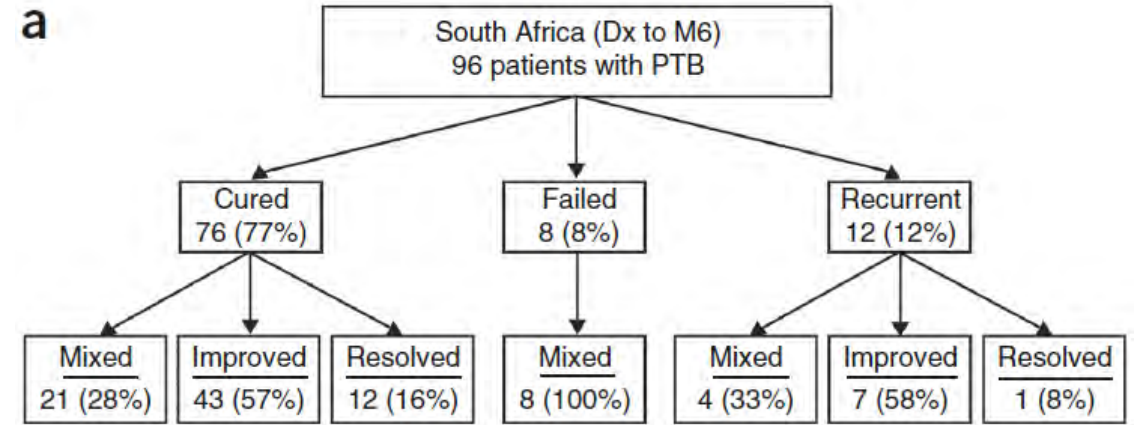 a
South Africa (Dx to M6)
96 patients with PTB
Cured
76 (77%)
Failed
8 (8%)
Recurrent
12 (12%)
Mixed
21 (28%)
Improved
43 (57%)
Resolved
12 (16%)
Mixed
8 (100%)
Mixed
4 (33%)
Improved
7 (58%)
Resolved
1 (8%)